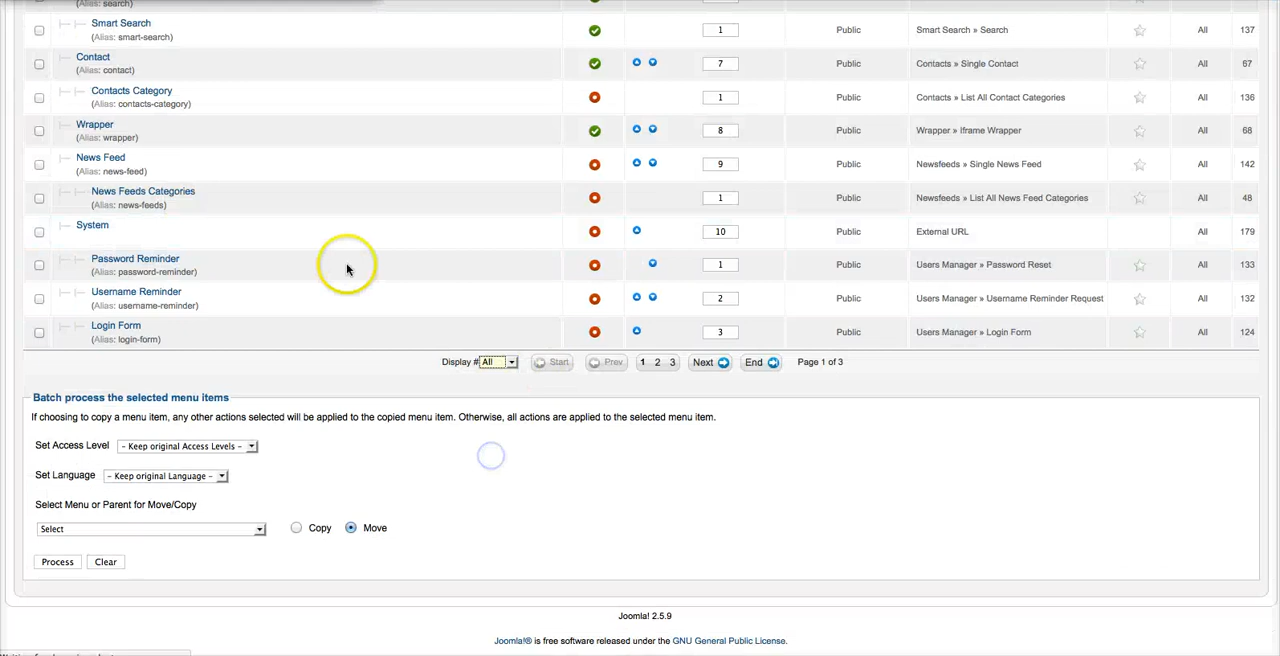 search)
Smart Search 1 Public Smart Search » Search All 137
(Alias: smart-search)
Contact 7 Public Contacts » Single Contact All 67
(Alias: contact)
Contacts Category 1 Public Contacts » List All Contact Categories All 136
(Alias: contacts-category)
Wrapper 8 Public Wrapper » Iframe Wrapper All 68
(Alias: wrapper)
News Feed 9 Public Newsfeeds » Single News Feed All 142
(Alias: news-feed)
News Feeds Categories 1 Public Newsfeeds » List All News Feed Categories All 48
(Alias: news-feeds)
System 10 Public External URL All 179
Password Reminder 1 Public Users Manager » Password Reset All 133
(Alias: password-reminder)
Username Reminder 2 Public Users Manager » Username Reminder Request All 132
(Alias: username-reminder)
Login Form 3 Public Users Manager » Login Form All 124
(Alias: login-form)
Display # All Start Prev 1 2 3 Next End Page 1 of 3
Batch process the selected menu items
If choosing to copy a menu item, any other actions selected will be applied to the copied menu item. Otherwise, all actions are applied to the selected menu item.
Set Access Level - Keep original Access Levels -
Set Language - Keep original Language -
Select Menu or Parent for Move/Copy
Select Copy Move
Process Clear
Joomla! 2.5.9
Joomla!® is free software released under the GNU General Public License.